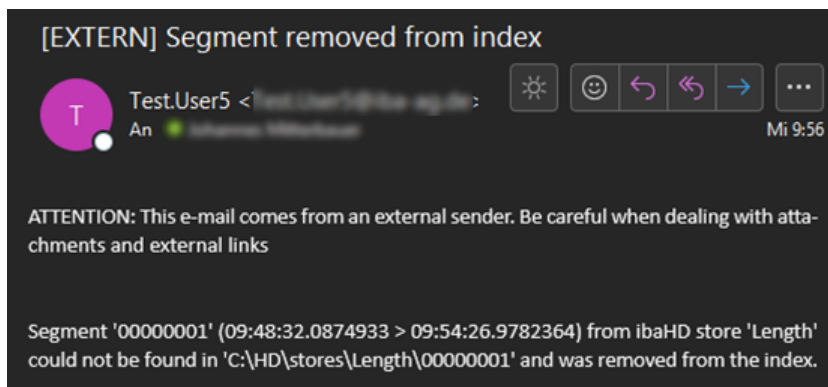 [EXTERN] Segment removed from index
T
Test.User5 <
An
Mi 9:56
ATTENTION: This e-mail comes from an external sender. Be careful when dealing with atta-
chments and external links
Segment '00000001' (09:48:32.0874933 > 09:54:26.9782364) from ibaHD store 'Length'
could not be found in 'C:\HD\stores\Length\00000001' and was removed from the index.